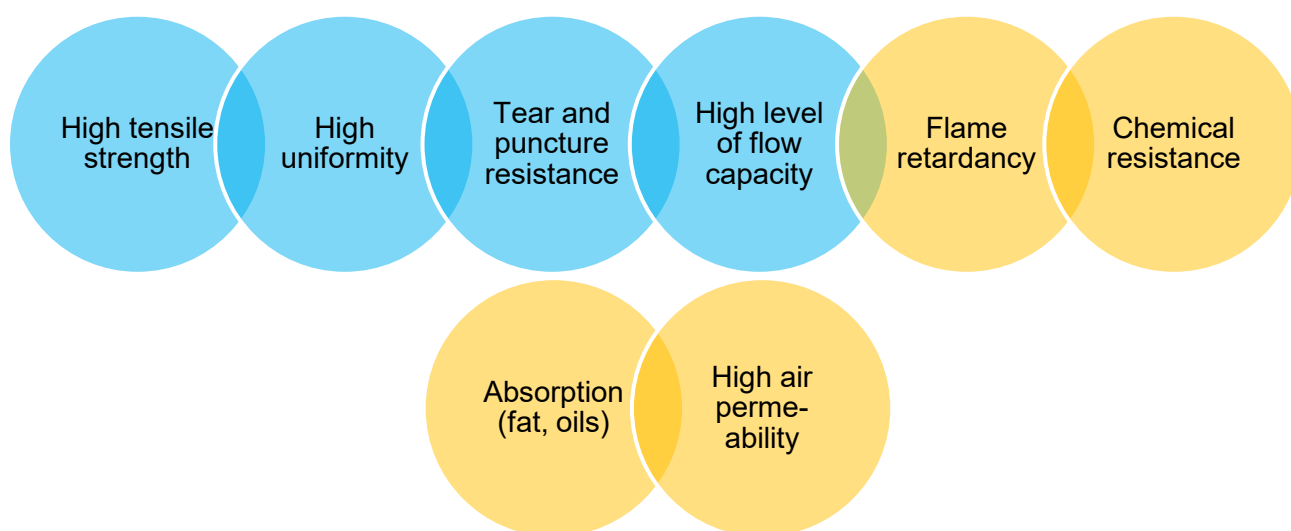 High tensile
strength
High
uniformity
Tear and
puncture
resistance
High level
of flow
capacity
Flame
retardancy
Chemical
resistance
Absorption
(fat, oils)
High air
perme-
ability